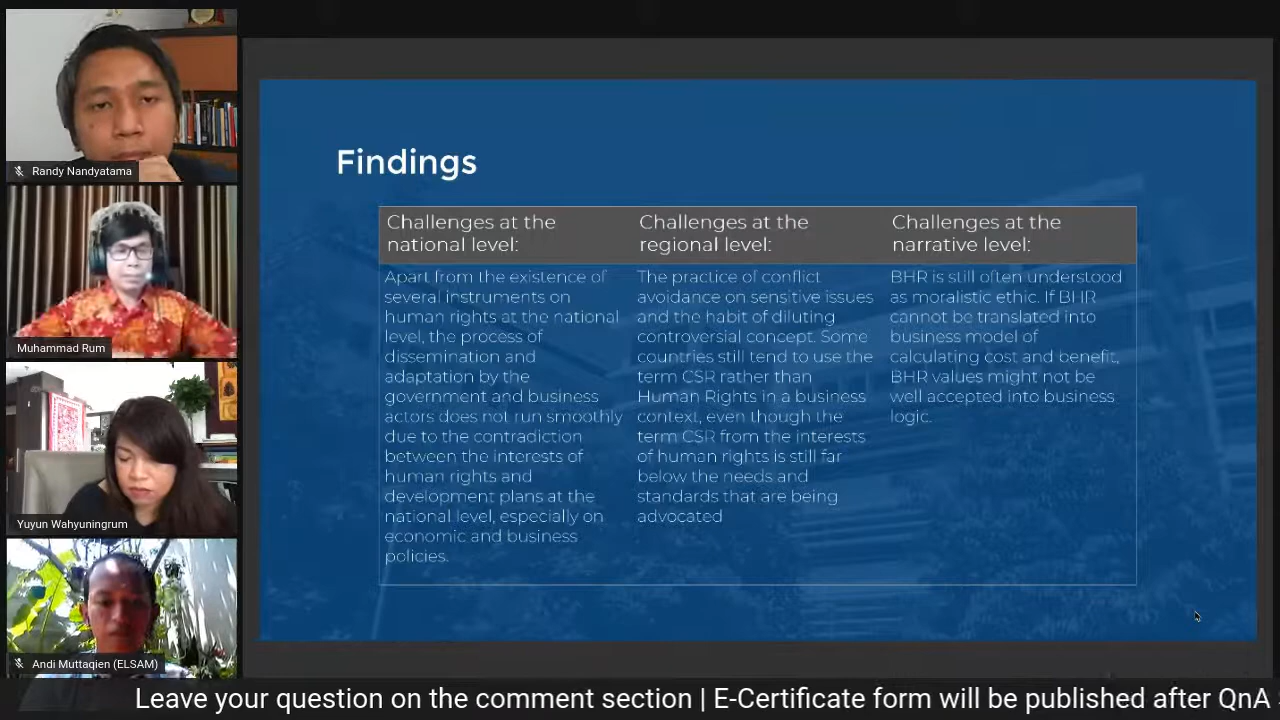 Randy Nandyatama
Muhammad Rum
Yuyun Wahyuningrum
Andi Muttaqien (ELSAM)
Findings
Challenges at the
national level:
Apart from the existence of
several instruments on
human rights at the national
level, the process of
dissemination and
adaptation by the
government and business
actors does not run smoothly
due to the contradiction
between the interests of
human rights and
development plans at the
national level, especially on
economic and business
policies.
Challenges at the
regional level:
The practice of conflict
avoidance on sensitive issues
and the habit of diluting
controversial concept. Some
countries still tend to use the
term CSR rather than
Human Rights in a business
context, even though the
term CSR from the interests
of human rights is still far
below the needs and
standards that are being
advocated
Challenges at the
narrative level:
BHR is still often understood
as moralistic ethic. If BHR
cannot be translated into
business model of
calculating cost and benefit,
BHR values might not be
well accepted into business
logic.
Leave your question on the comment section | E-Certificate form will be published after QnA